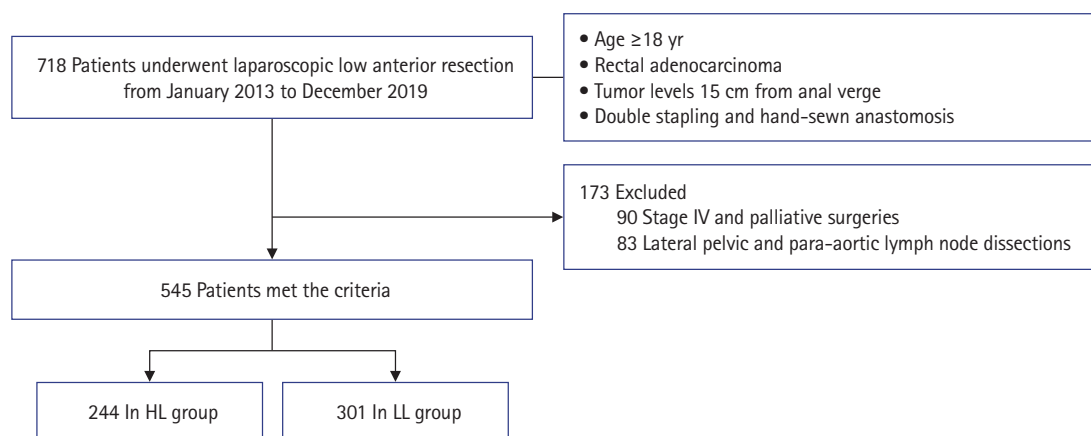 718 Patients underwent laparoscopic low anterior resection
from January 2013 to December 2019
• Age ≥18 yr
• Rectal adenocarcinoma
• Tumor levels 15 cm from anal verge
• Double stapling and hand-sewn anastomosis
173 Excluded
90 Stage IV and palliative surgeries
83 Lateral pelvic and para-aortic lymph node dissections
545 Patients met the criteria
244 In HL group
301 In LL group